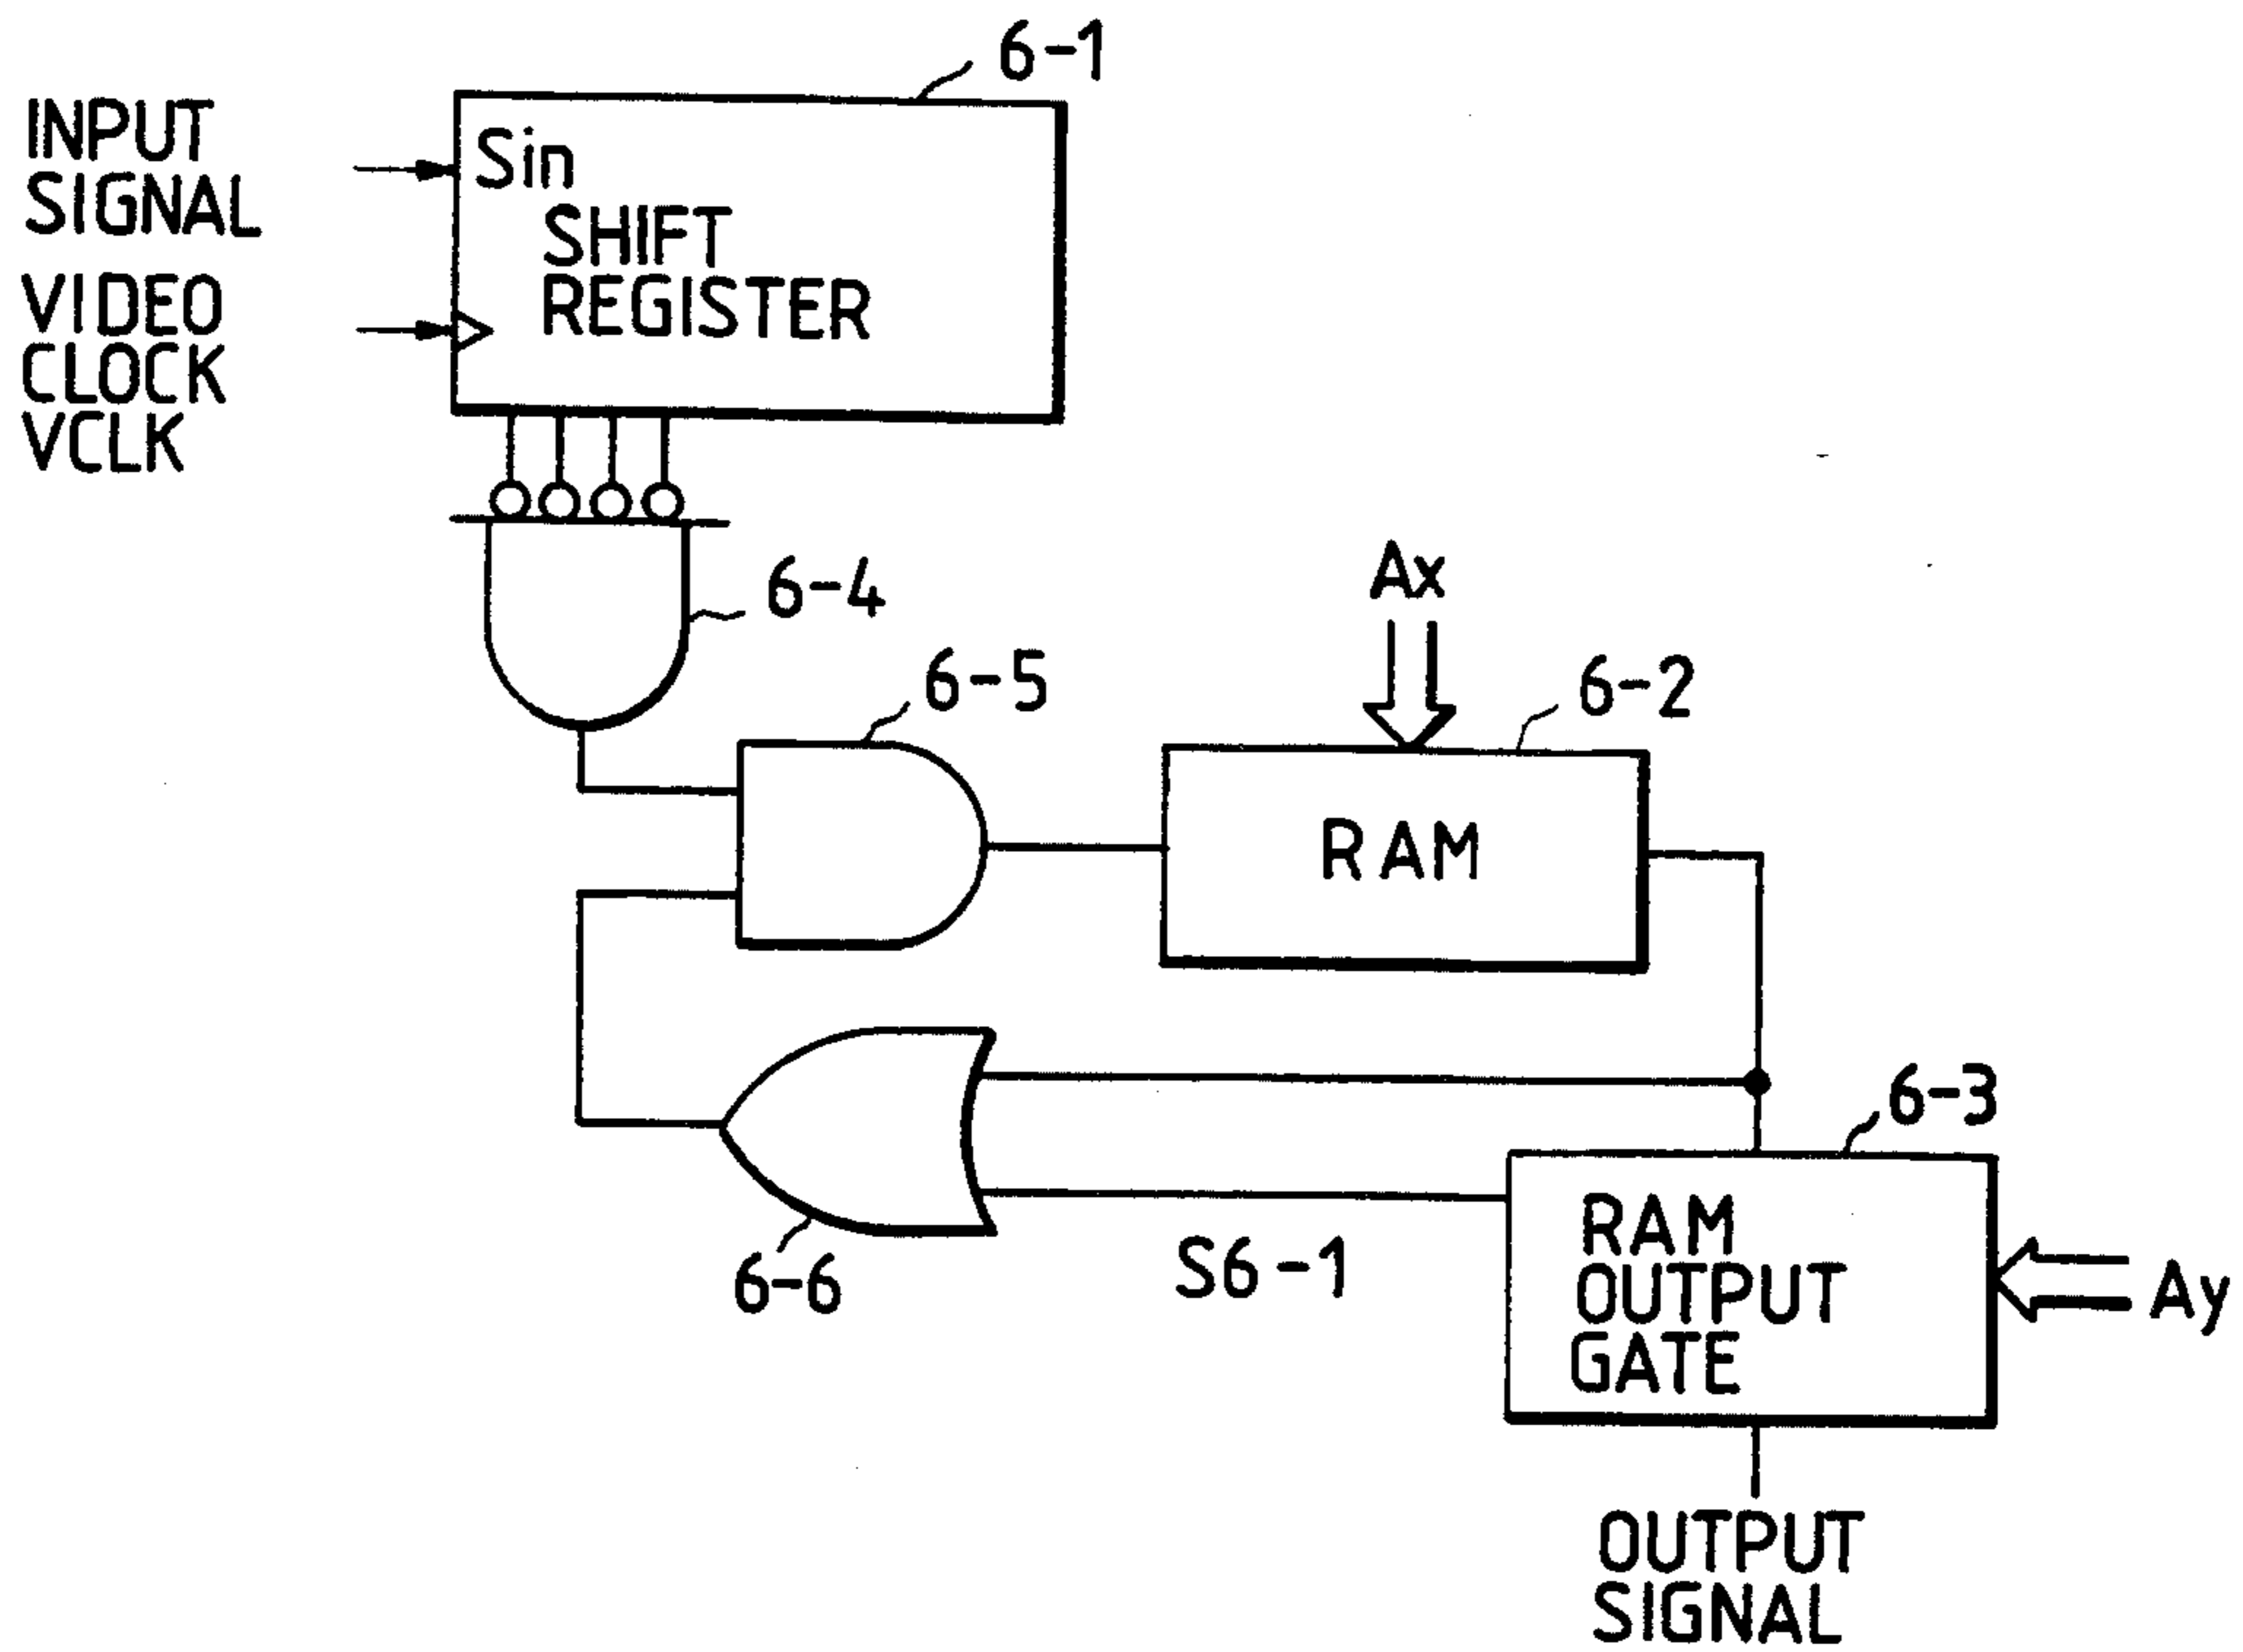 6-1
INPUT
SIGNAL
Sin
SHIFT
REGISTER
VIDEO
CLOCK
VCLK
6-4
Ax
6-5
6-2
RAM
6-3
6-6
S6-1
RAM
OUTPUT
GATE
Ay
OUTPUT
SIGNAL